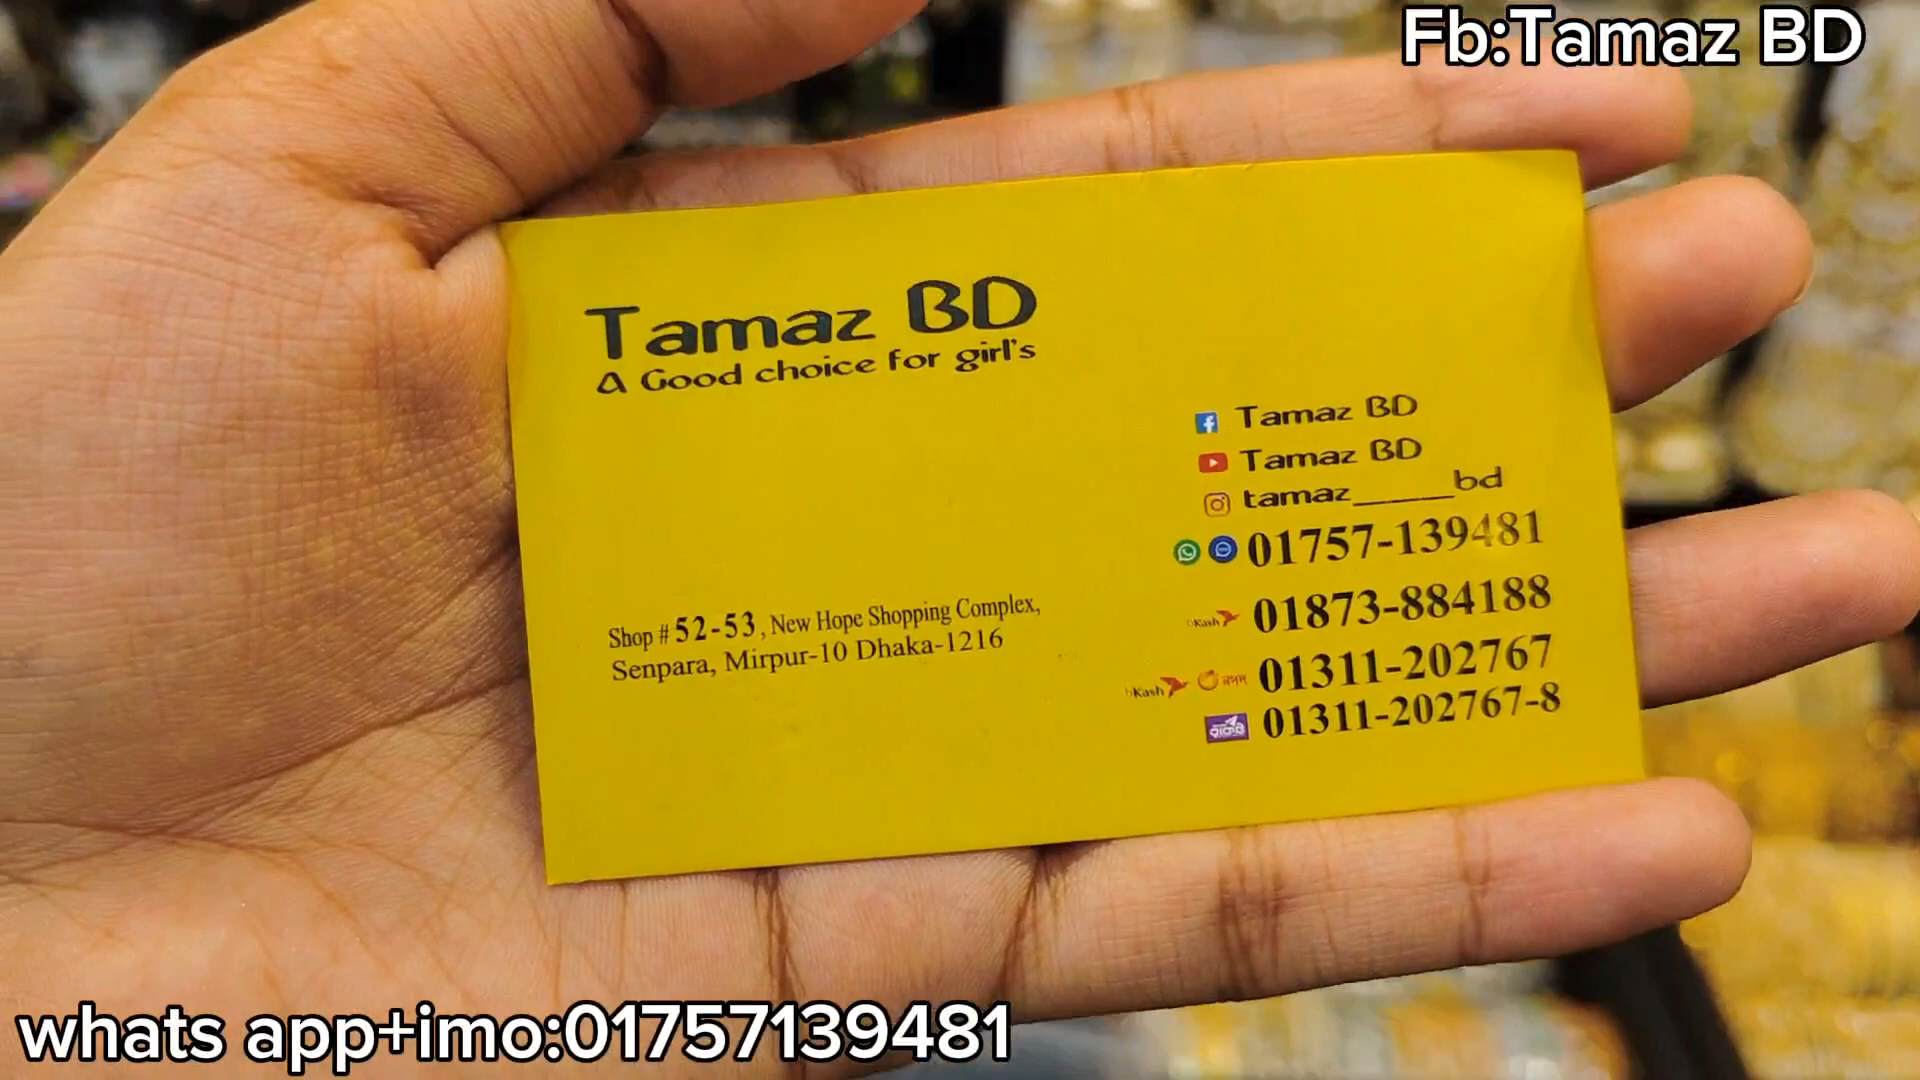 Fb:Tamaz BD
Tamaz BD
A Good choice for girl's
Tamaz BD
Tamaz BD
tamaz_____bd
01757-139481
bKash 01873-884188
bKash নগদ 01311-202767
রকেট 01311-202767-8
Shop # 52-53, New Hope Shopping Complex,
Senpara, Mirpur-10 Dhaka-1216
whats app+imo:01757139481